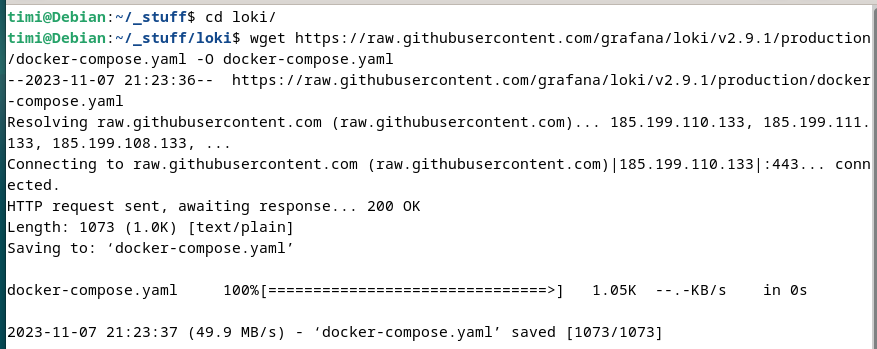 timi@Debian:~/_stuff$ cd loki/
timi@Debian:~/_stuff/loki$ wget https://raw.githubusercontent.com/grafana/loki/v2.9.1/production
/docker-compose.yaml -O docker-compose.yaml
--2023-11-07 21:23:36--  https://raw.githubusercontent.com/grafana/loki/v2.9.1/production/docker
-compose.yaml
Resolving raw.githubusercontent.com (raw.githubusercontent.com)... 185.199.110.133, 185.199.111.
133, 185.199.108.133, ...
Connecting to raw.githubusercontent.com (raw.githubusercontent.com)|185.199.110.133|:443... conn
ected.
HTTP request sent, awaiting response... 200 OK
Length: 1073 (1.0K) [text/plain]
Saving to: ‘docker-compose.yaml’
docker-compose.yaml     100%[===============================>]   1.05K  --.-KB/s    in 0s
2023-11-07 21:23:37 (49.9 MB/s) - ‘docker-compose.yaml’ saved [1073/1073]